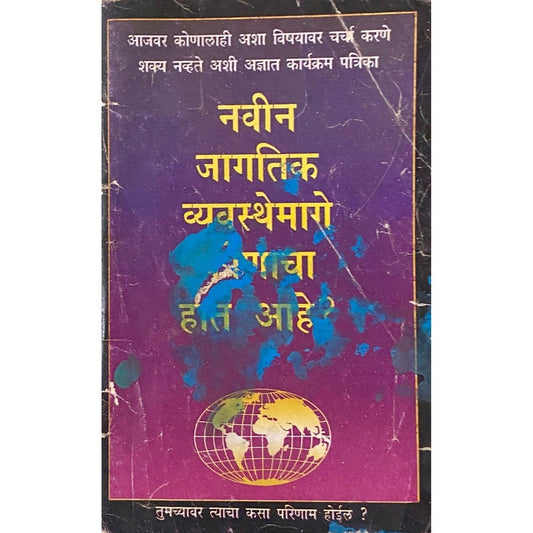 आजवर कोणालाही अशा विषयावर चर्चा करणे
शक्य नव्हते अशी अज्ञात कार्यक्रम पत्रिका
नवीन
जागतिक
व्यवस्थेमागे
हात आहे?
तुमच्यावर त्याचा कसा परिणाम होईल ?